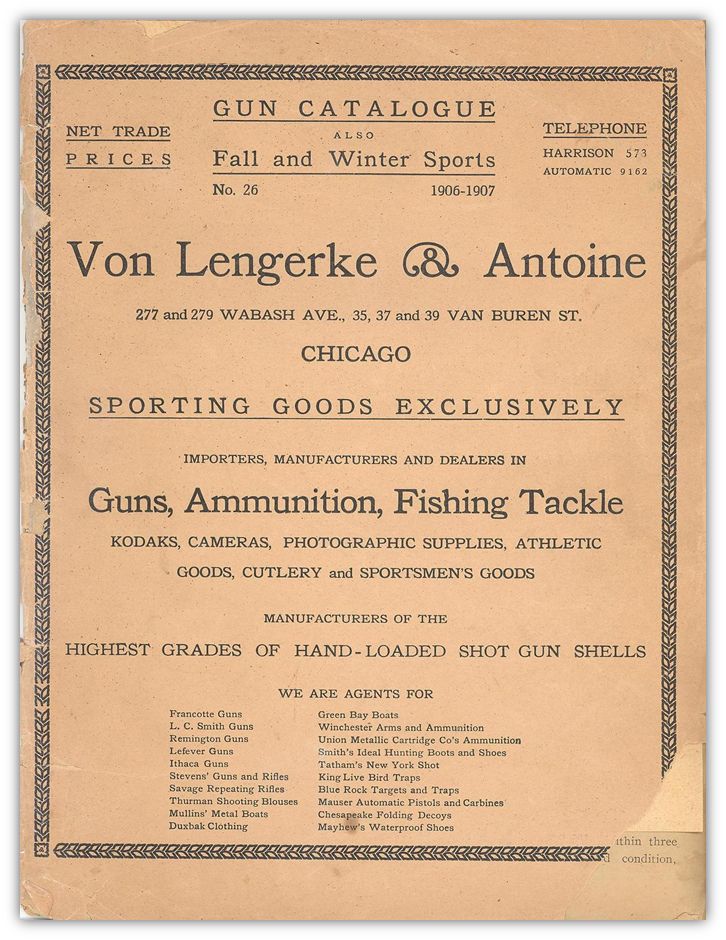 GUN CATALOGUE
ALSO
Fall and Winter Sports
No. 26 1906-1907
NET TRADE
PRICES
TELEPHONE
HARRISON 573
AUTOMATIC 9162
Von Lengerke & Antoine
277 and 279 WABASH AVE., 35, 37 and 39 VAN BUREN ST.
CHICAGO
SPORTING GOODS EXCLUSIVELY
IMPORTERS, MANUFACTURERS AND DEALERS IN
Guns, Ammunition, Fishing Tackle
KODAKS, CAMERAS, PHOTOGRAPHIC SUPPLIES, ATHLETIC
GOODS, CUTLERY and SPORTSMEN'S GOODS
MANUFACTURERS OF THE
HIGHEST GRADES OF HAND-LOADED SHOT GUN SHELLS
WE ARE AGENTS FOR
Francotte Guns
L. C. Smith Guns
Remington Guns
Lefever Guns
Ithaca Guns
Stevens' Guns and Rifles
Savage Repeating Rifles
Thurman Shooting Blouses
Mullins' Metal Boats
Duxbak Clothing
Green Bay Boats
Winchester Arms and Ammunition
Union Metallic Cartridge Co's Ammunition
Smith's Ideal Hunting Boots and Shoes
Tatham's New York Shot
King Live Bird Traps
Blue Rock Targets and Traps
Mauser Automatic Pistols and Carbines
Chesapeake Folding Decoys
Mayhew's Waterproof Shoes
three
condition,